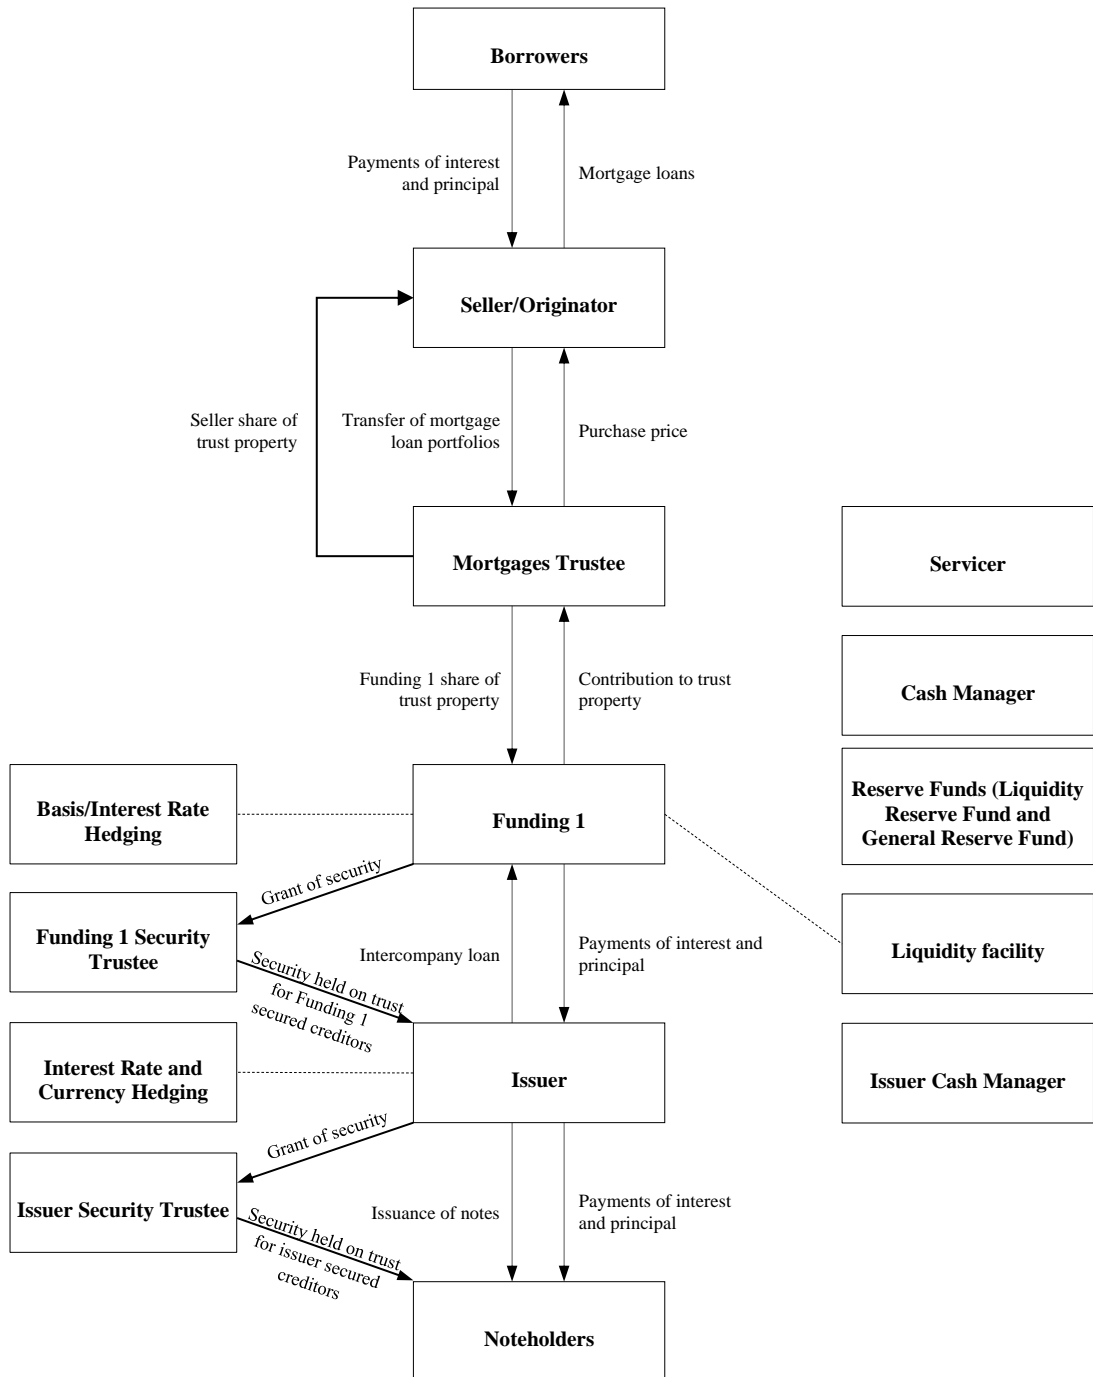 Borrowers
Payments of interest
and principal
Mortgage loans
Seller/Originator
Seller share of
trust property
Transfer of mortgage
loan portfolios
Purchase price
Mortgages Trustee
Servicer
Funding 1 share of
trust property
Contribution to trust
property
Cash Manager
Basis/Interest Rate
Hedging
Funding 1
Reserve Funds (Liquidity
Reserve Fund and
General Reserve Fund)
Grant of security
Funding 1 Security
Trustee
Security held on trust
for Funding 1
secured creditors
Intercompany loan
Payments of interest and
principal
Liquidity facility
Interest Rate and
Currency Hedging
Issuer
Issuer Cash Manager
Grant of security
Issuer Security Trustee
Security held on trust
for issuer secured
creditors
Issuance of notes
Payments of interest
and principal
Noteholders